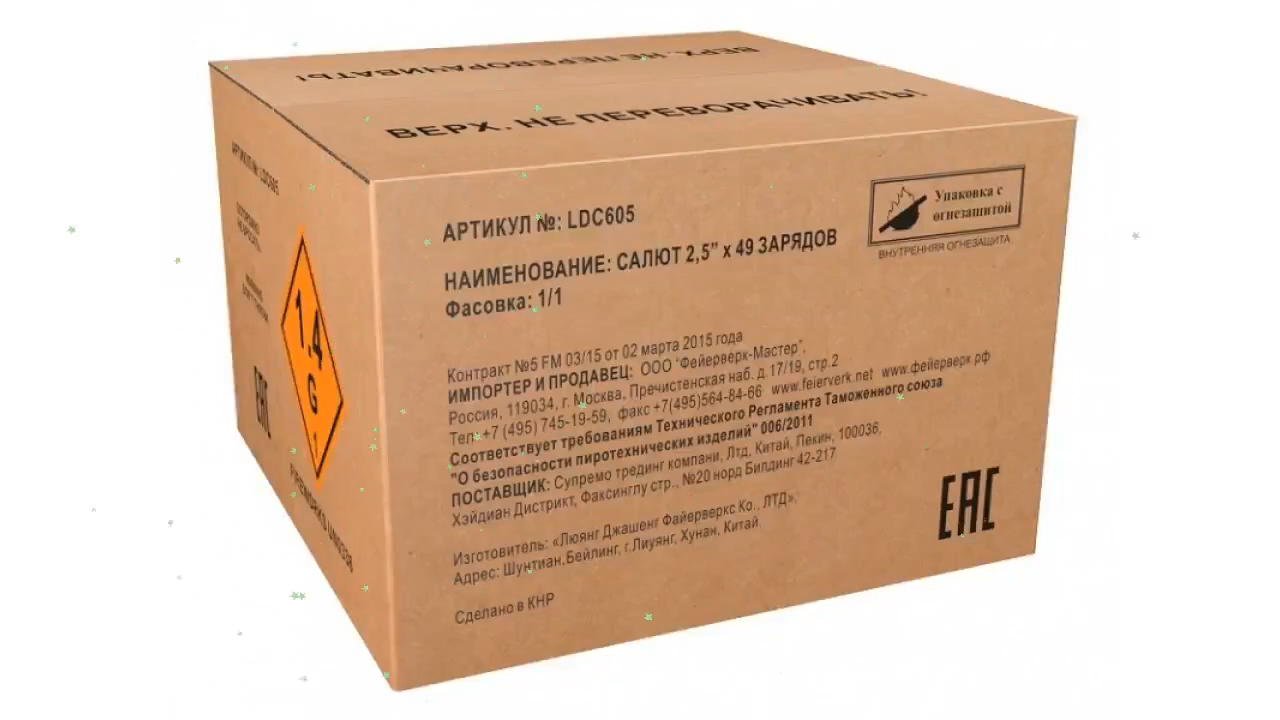 ВЕРХ, НЕ ПЕРЕВОРАЧИВАТЬ!
ВЕРХ, НЕ ПЕРЕВОРАЧИВАТЬ!
АРТИКУЛ №: LDC605
НАИМЕНОВАНИЕ: САЛЮТ 2,5” х 49 ЗАРЯДОВ
Фасовка: 1/1
Упаковка с
огнезащитой
ВНУТРЕННЯЯ ОГНЕЗАЩИТА
Контракт №5 FM 03/15 от 02 марта 2015 года
ИМПОРТЕР И ПРОДАВЕЦ: ООО "Фейерверк-Мастер",
Россия, 119034, г. Москва, Пречистенская наб. д. 17/19, стр.2
Тел. +7 (495) 745-19-59, факс +7(495)564-84-66 www.feierverk.net www.фейерверк.рф
Соответствует требованиям Технического Регламента Таможенного союза
"О безопасности пиротехнических изделий" 006/2011
ПОСТАВЩИК: Супремо трединг компани, Лтд, Китай, Пекин, 100036,
Хэйдиан Дистрикт, Факсинглу стр., №20 норд Билдинг 42-217
Изготовитель: «Люянг Джашенг Файерверкс Ко., ЛТД»,
Адрес: Шунтиан,Бейлинг, г.Лиуянг, Хунан, Китай
Сделано в КНР
EAC
АРТИКУЛ №: LDC605
1.4
G
1
EAC
FIREWORKS UN0336